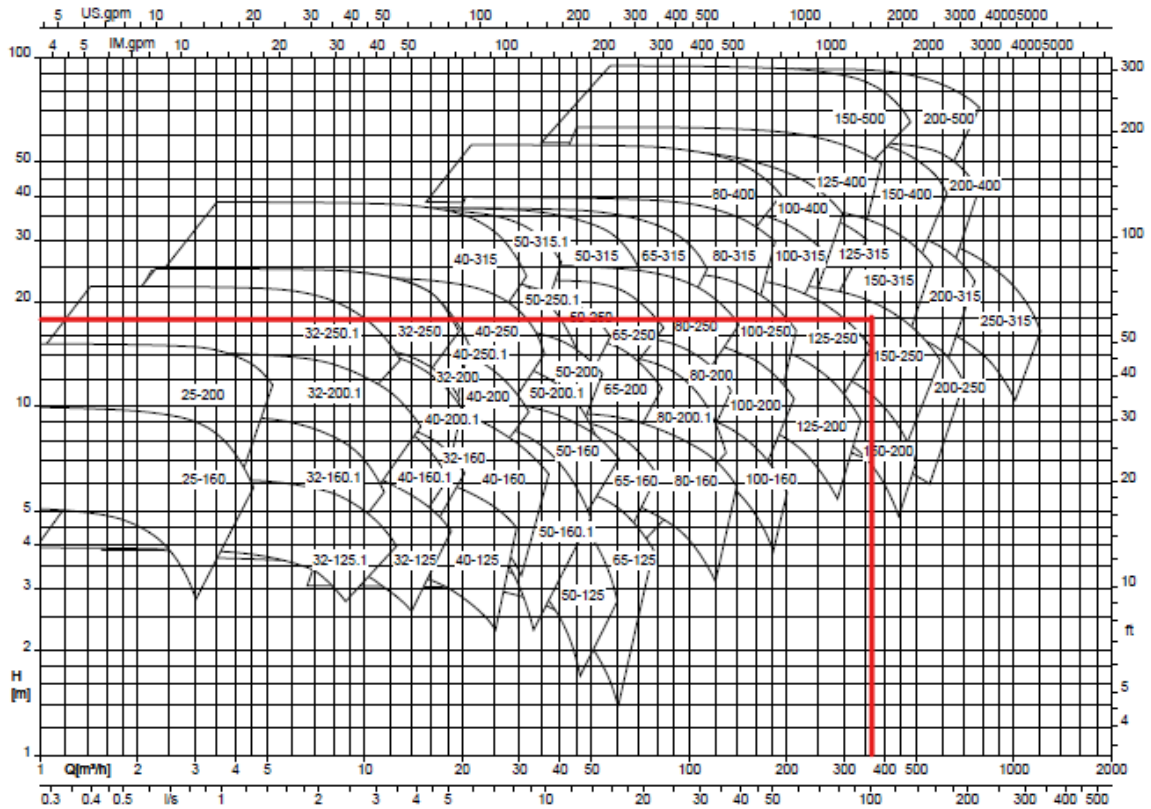 5 US.gpm 10 20 30 40 50 100 200 300 400 500 1000 2000 3000 4000 5000
4 5 IM.gpm 10 20 30 40 50 100 200 300 400 500 1000 2000 3000 4000 5000
100 300
150-500 200-500
200
50
125-400 200-400
80-400 150-400
40
100-400
30 50-315.1 100
40-315 50-315 65-315 80-315 100-315 125-315
150-315
20 50-250.1 200-315
50-250 250-315
32-250.1 32-250 40-250 65-250 80-250 100-250 125-250 50
40-250.1 150-250
32-200 50-200 80-200 40
25-200 32-200.1 40-200 50-200.1 65-200 200-250
10 100-200
40-200.1 80-200.1 125-200 30
32-160 50-160 150-200
25-160 32-160.1 40-160.1 40-160 65-160 80-160 100-160 20
5
50-160.1
4
32-125.1 32-125 40-125 65-125
3 50-125 10
ft
2
H
[m] 5
4
1
1 Q[m³/h] 2 3 4 5 10 20 30 40 50 100 200 300 400 500 1000 2000
0.3 0.4 0.5 l/s 1 2 3 4 5 10 20 30 40 50 100 200 300 400 500